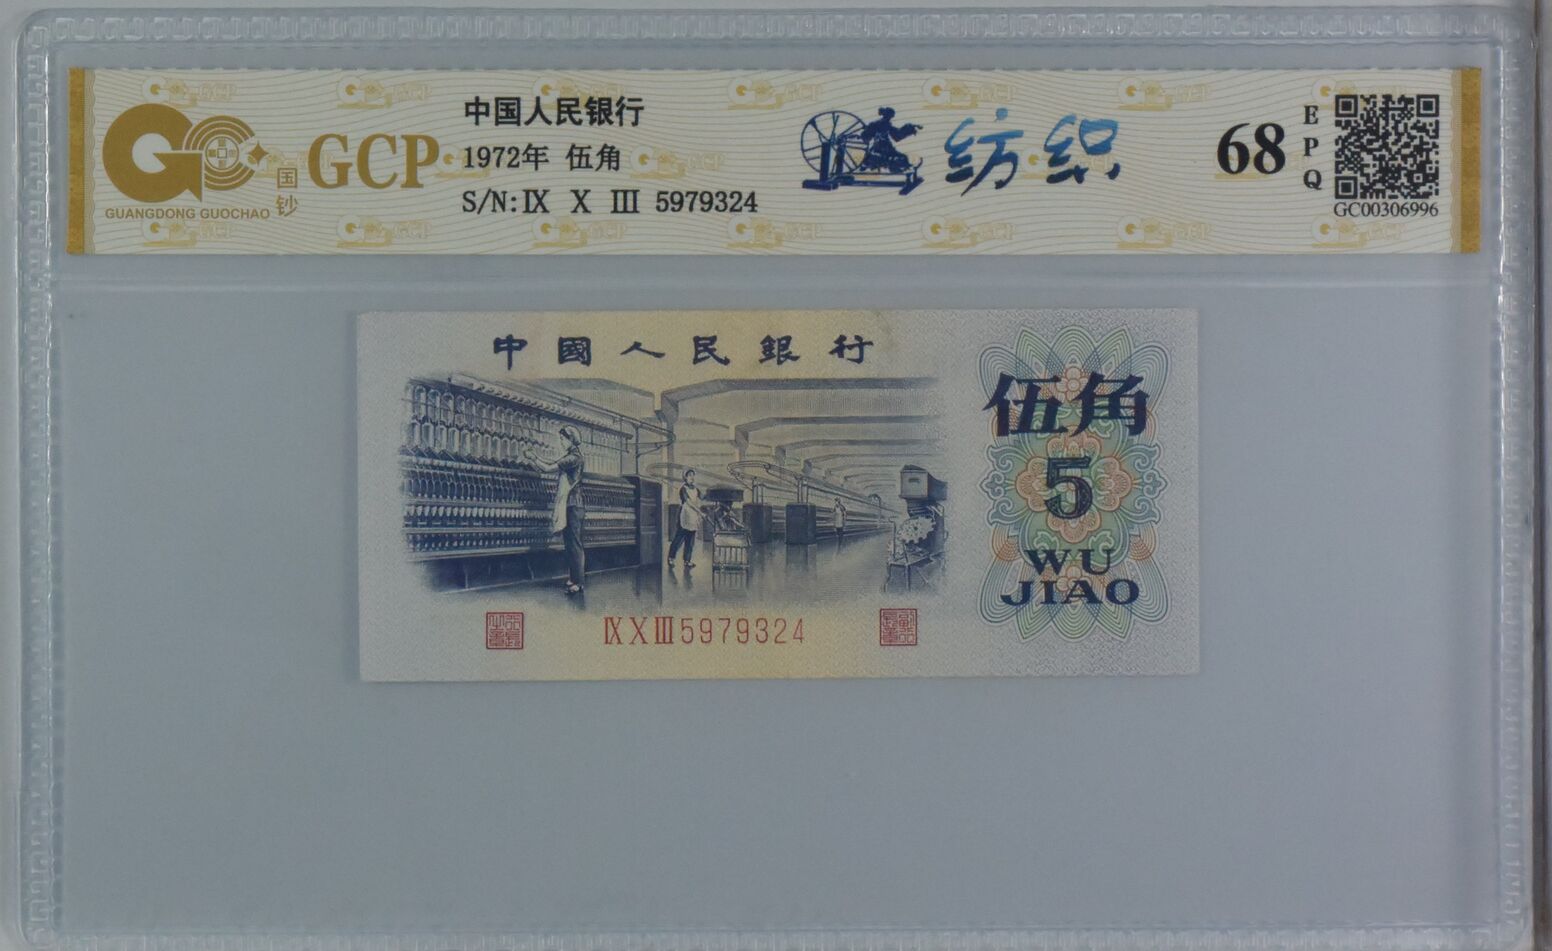 GCP
国钞
GUANGDONG GUOCHAO
中国人民银行
1972年 伍角
S/N:Ⅸ Ⅹ Ⅲ 5979324
纺织
68
EPQ
GC00306996
中國人民銀行
伍角
5
WU
JIAO
ⅨⅩⅢ5979324